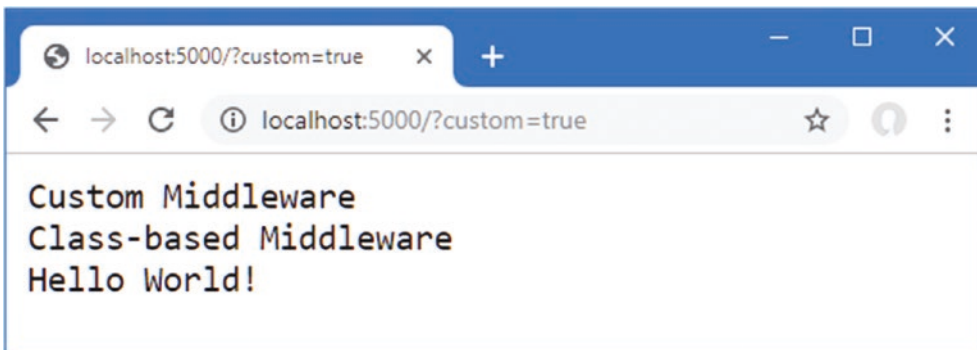 localhost:5000/?custom=true
localhost:5000/?custom=true
Custom Middleware
Class-based Middleware
Hello World!